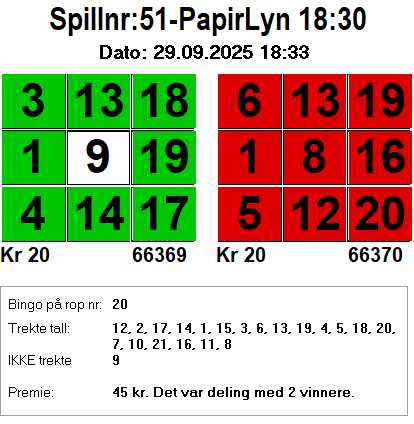 Spillnr:51-PapirLyn 18:30
Dato: 29.09.2025 18:33
3 13 18 6 13 19
1 9 19 1 8 16
4 14 17 5 12 20
Kr 20 66369 Kr 20 66370
Bingo på rop nr: 20
Trekte tall: 12, 2, 17, 14, 1, 15, 3, 6, 13, 19, 4, 5, 18, 20,
7, 10, 21, 16, 11, 8
IKKE trekte 9
Premie: 45 kr. Det var deling med 2 vinnere.